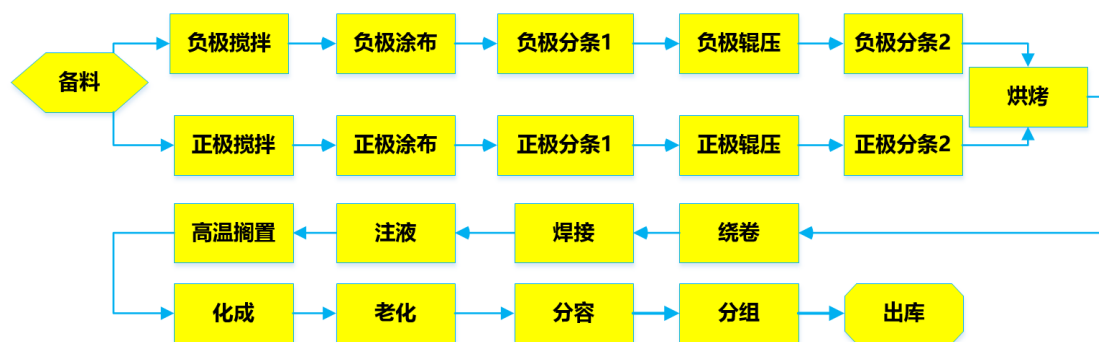 负极搅拌
负极涂布
负极分条1
负极辊压
负极分条2
备料
烘烤
正极搅拌
正极涂布
正极分条1
正极辊压
正极分条2
高温搁置
注液
焊接
绕卷
化成
老化
分容
分组
出库